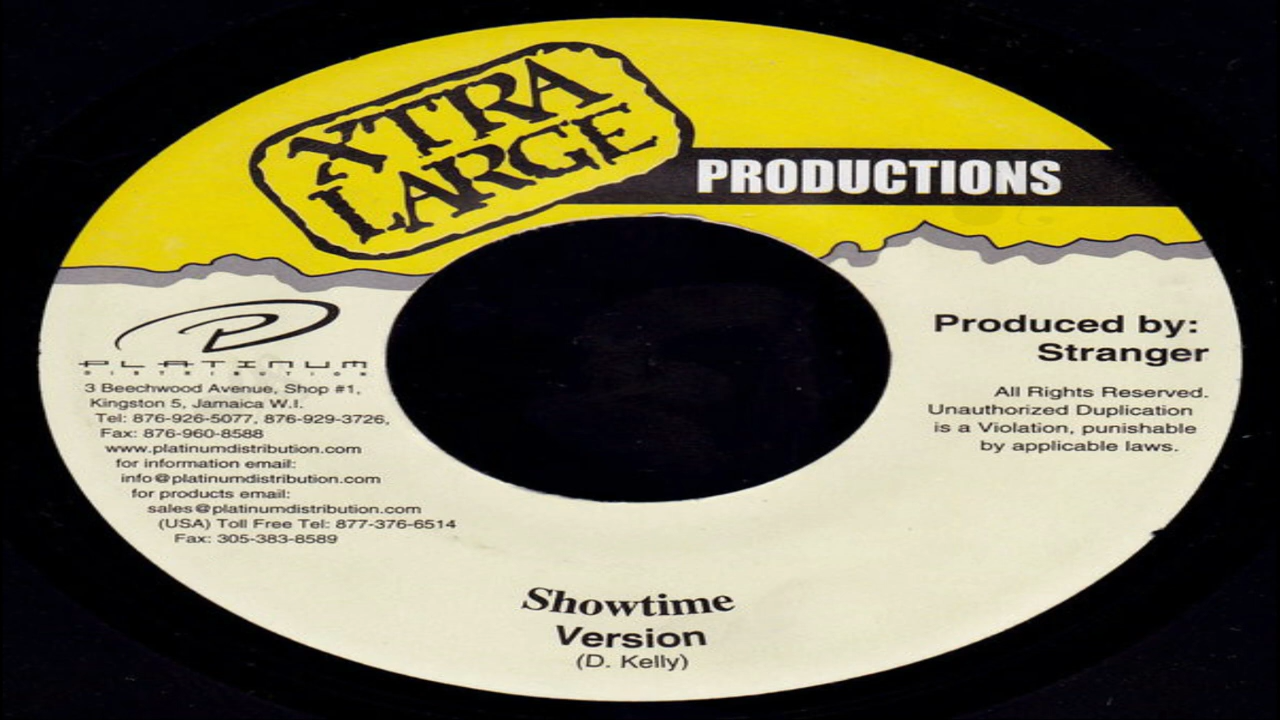 XTRA
LARGE
PRODUCTIONS
PLATINUM
DISTRIBUTION
3 Beechwood Avenue, Shop #1,
Kingston 5, Jamaica W.I.
Tel: 876-926-5077, 876-929-3726,
Fax: 876-960-8588
www.platinumdistribution.com
for information email:
info@platinumdistribution.com
for products email:
sales@platinumdistribution.com
(USA) Toll Free Tel: 877-376-6514
Fax: 305-383-8589
Produced by:
Stranger
All Rights Reserved.
Unauthorized Duplication
is a Violation, punishable
by applicable laws.
Showtime
Version
(D. Kelly)